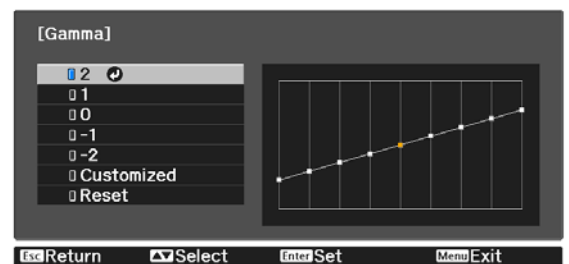 [Gamma]
2
1
0
-1
-2
Customized
Reset
Esc Return Select Enter Set Menu Exit